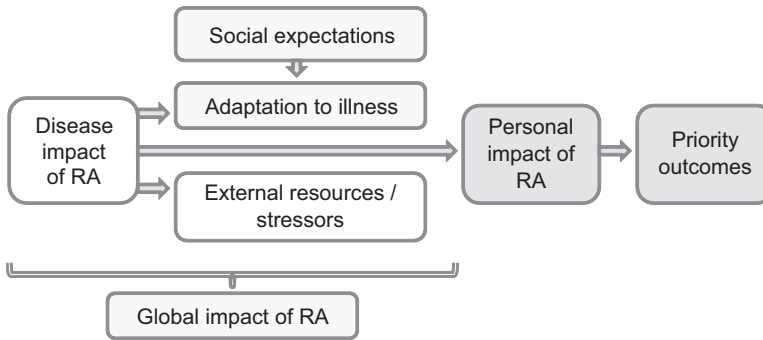 Social expectations
Adaptation to illness
Disease
impact
of RA
External resources /
stressors
Personal
impact of
RA
Priority
outcomes
Global impact of RA